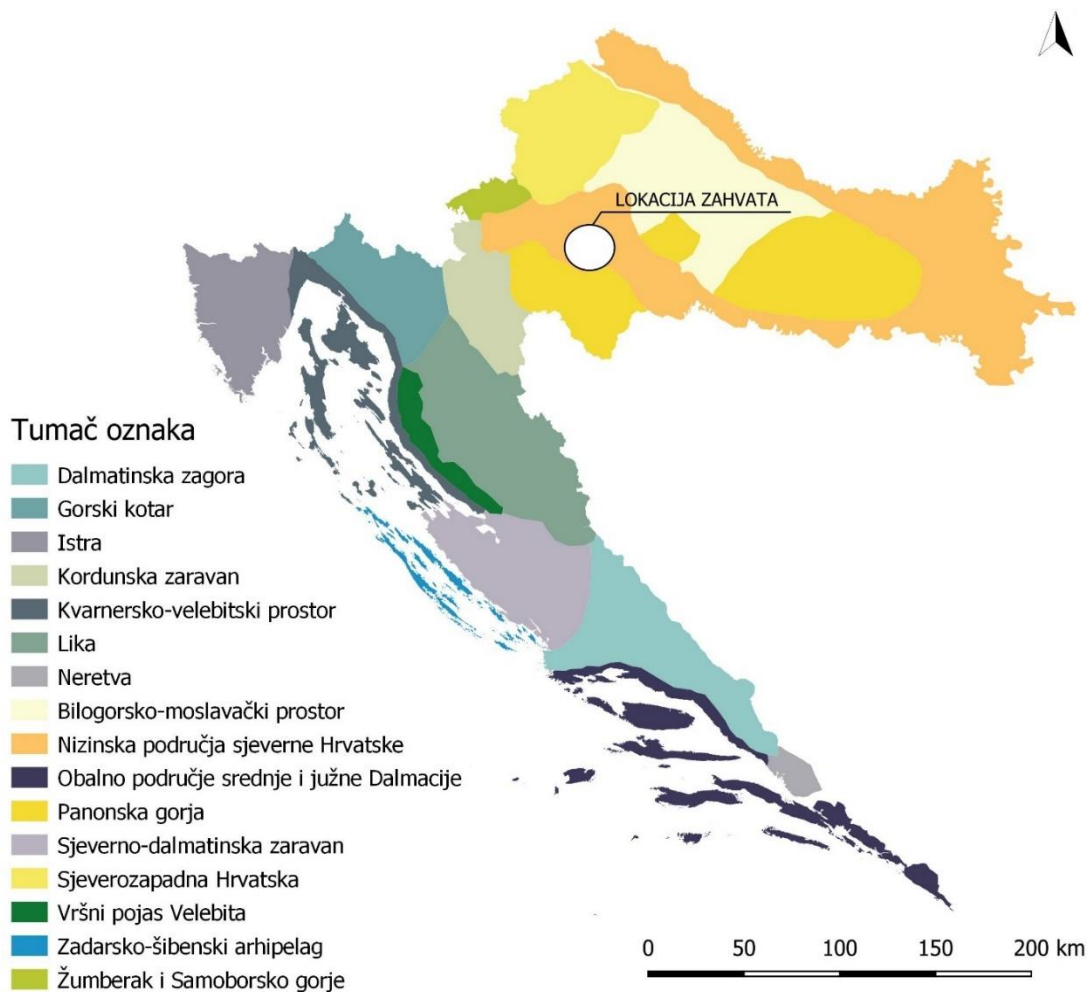 LOKACIJA ZAHVATA
Tumač oznaka
Dalmatinska zagora
Gorski kotar
Istra
Kordunska zaravan
Kvarnersko-velebitski prostor
Lika
Neretva
Bilogorsko-moslavački prostor
Nizinska područja sjeverne Hrvatske
Obalno područje srednje i južne Dalmacije
Panonska gorja
Sjeverno-dalmatinska zaravan
Sjeverozapadna Hrvatska
Vršni pojas Velebita
Zadarsko-šibenski arhipelag
Žumberak i Samoborsko gorje
0 50 100 150 200 km